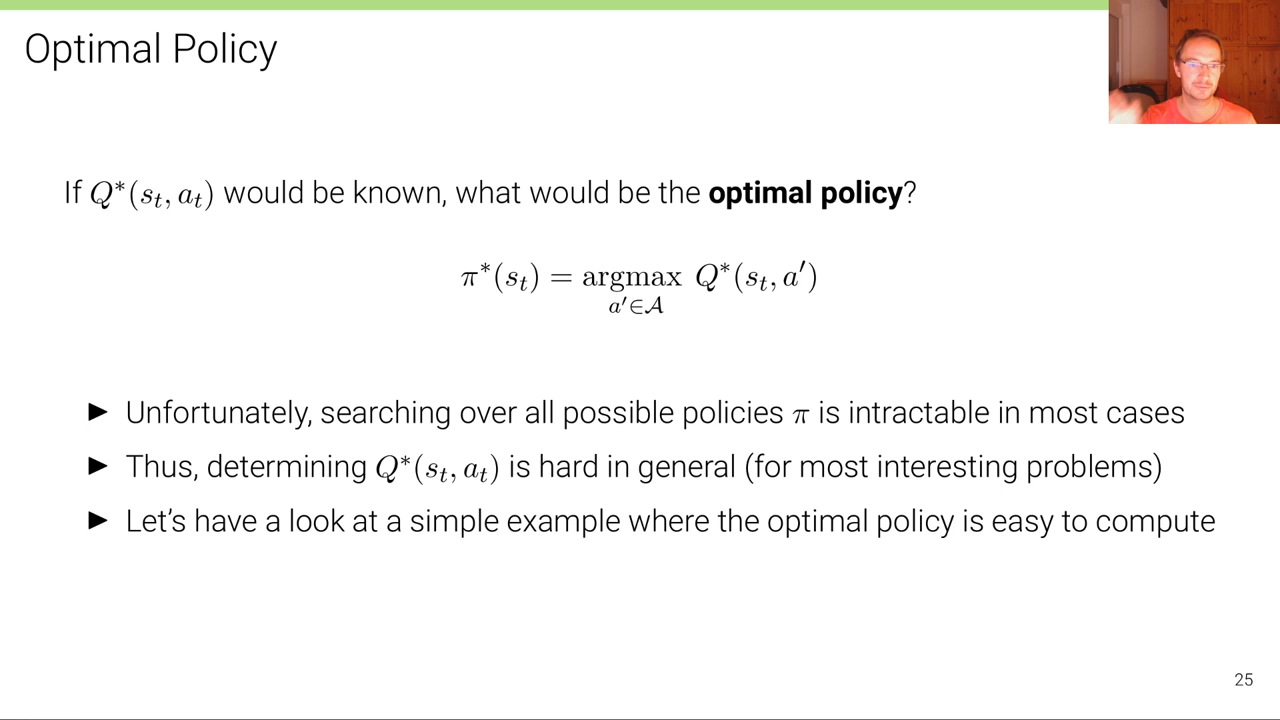 Optimal Policy
If Q*(s_t, a_t) would be known, what would be the optimal policy?
π*(s_t) = argmax Q*(s_t, a′)
a′∈𝒜
▶ Unfortunately, searching over all possible policies π is intractable in most cases
▶ Thus, determining Q*(s_t, a_t) is hard in general (for most interesting problems)
▶ Let's have a look at a simple example where the optimal policy is easy to compute
25